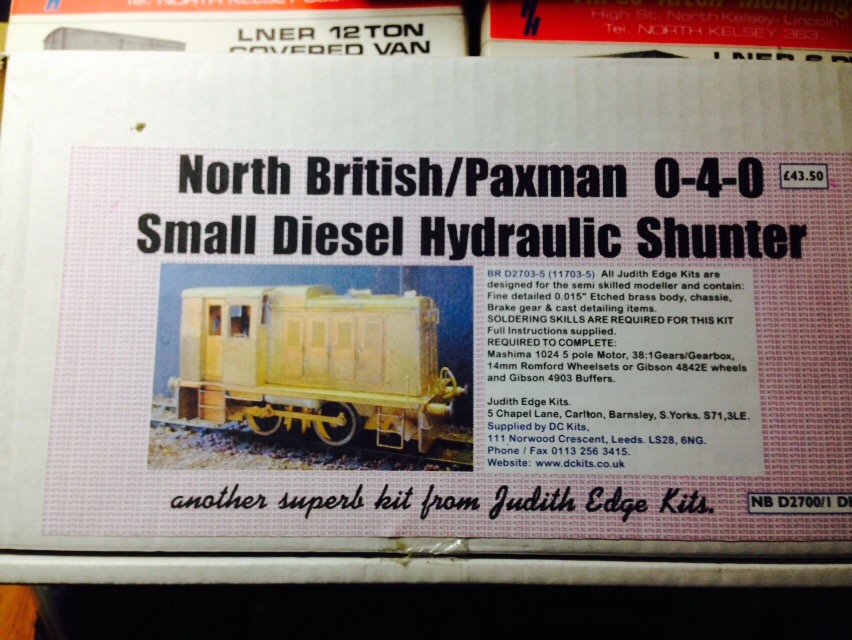 Tel. NORTH KELSEY 363
LNER 12 TON
COVERED VAN
High St. North Kelsey. Lincoln
Tel. NORTH KELSEY 363.
North British/Paxman 0-4-0
£43.50
Small Diesel Hydraulic Shunter
BR D2703-5 (11703-5) All Judith Edge Kits are
designed for the semi skilled modeller and contain:
Fine detailed 0.015" Etched brass body, chassie,
Brake gear & cast detailing items.
SOLDERING SKILLS ARE REQUIRED FOR THIS KIT
Full Instructions supplied.
REQUIRED TO COMPLETE:
Mashima 1024 5 pole Motor, 38:1Gears/Gearbox,
14mm Romford Wheelsets or Gibson 4842E wheels
and Gibson 4903 Buffers.
Judith Edge Kits.
5 Chapel Lane, Carlton, Barnsley, S.Yorks. S71,3LE.
Supplied by DC Kits,
111 Norwood Crescent, Leeds. LS28, 6NG.
Phone / Fax 0113 256 3415.
Website: www.dckits.co.uk
another superb kit from Judith Edge Kits.
NB D2700/1 DI